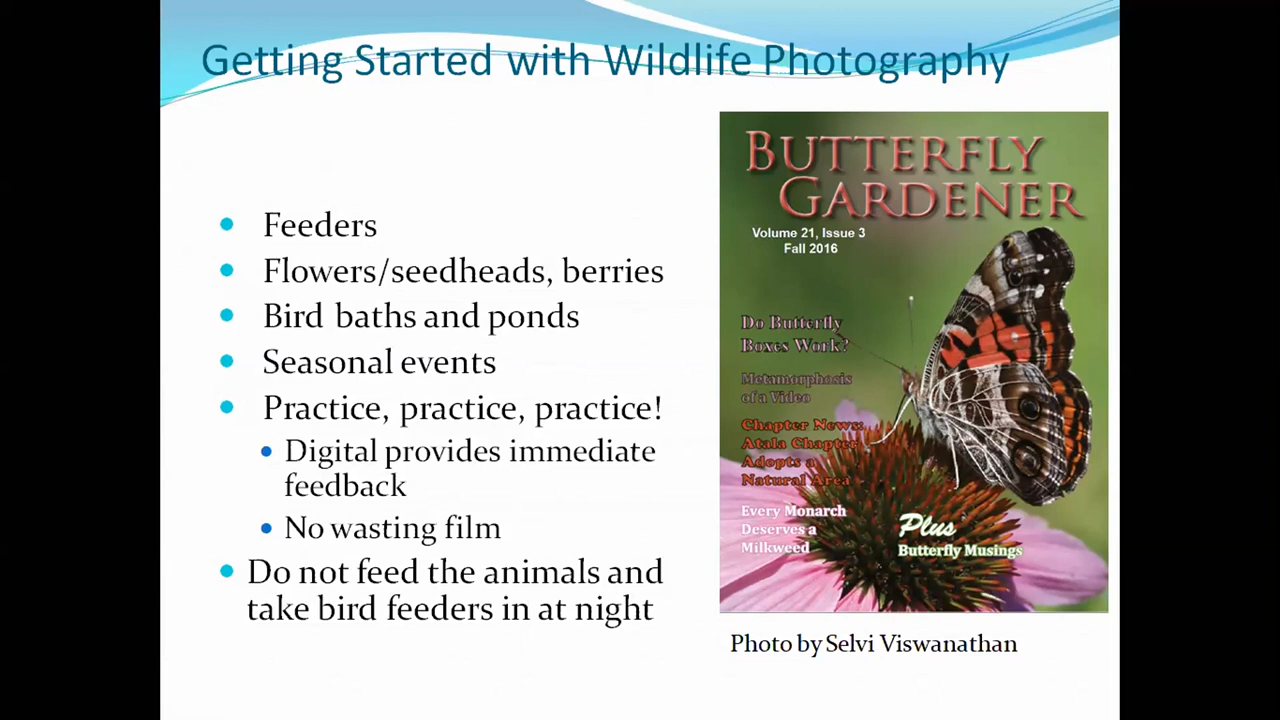 Getting Started with Wildlife Photography
Feeders
Flowers/seedheads, berries
Bird baths and ponds
Seasonal events
Practice, practice, practice!
Digital provides immediate
feedback
No wasting film
Do not feed the animals and
take bird feeders in at night
BUTTERFLY
GARDENER
Volume 21, Issue 3
Fall 2016
Do Butterfly
Boxes Work?
Metamorphosis
of a Video
Chapter News:
Atala Chapter
Adopts a
Natural Area
Every Monarch
Deserves a
Milkweed
Plus
Butterfly Musings
Photo by Selvi Viswanathan